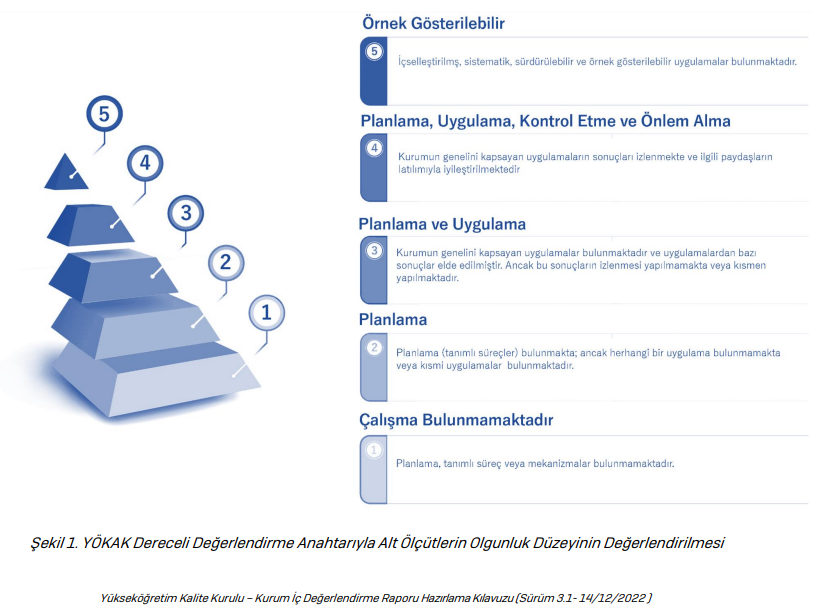 Örnek Gösterilebilir
5
İçselleştirilmş, sistematik, sürdürülebilir ve örnek gösterilebilir uygulamalar bulunmaktadır.
Planlama, Uygulama, Kontrol Etme ve Önlem Alma
4
Kurumun genelini kapsayan uygulamaların sonuçları izlenmekte ve ilgili paydaşların
latılımıyla iyileştirilmektedir
Planlama ve Uygulama
3
Kurumun genelini kapsayan uygulamalar bulunmaktadır ve uygulamalardan bazı
sonuçlar elde edilmiştir. Ancak bu sonuçların izlenmesi yapılmamakta veya kısmen
yapılmaktadır.
Planlama
2
Planlama (tanımlı süreçler) bulunmakta; ancak herhangi bir uygulama bulunmamakta
veya kısmi uygulamalar bulunmaktadır.
Çalışma Bulunmamaktadır
1
Planlama, tanımlı süreç veya mekanizmalar bulunmamaktadır.
5
4
3
2
1
Şekil 1. YÖKAK Dereceli Değerlendirme Anahtarıyla Alt Ölçütlerin Olgunluk Düzeyinin Değerlendirilmesi
Yükseköğretim Kalite Kurulu – Kurum İç Değerlendirme Raporu Hazırlama Kılavuzu (Sürüm 3.1- 14/12/2022 )